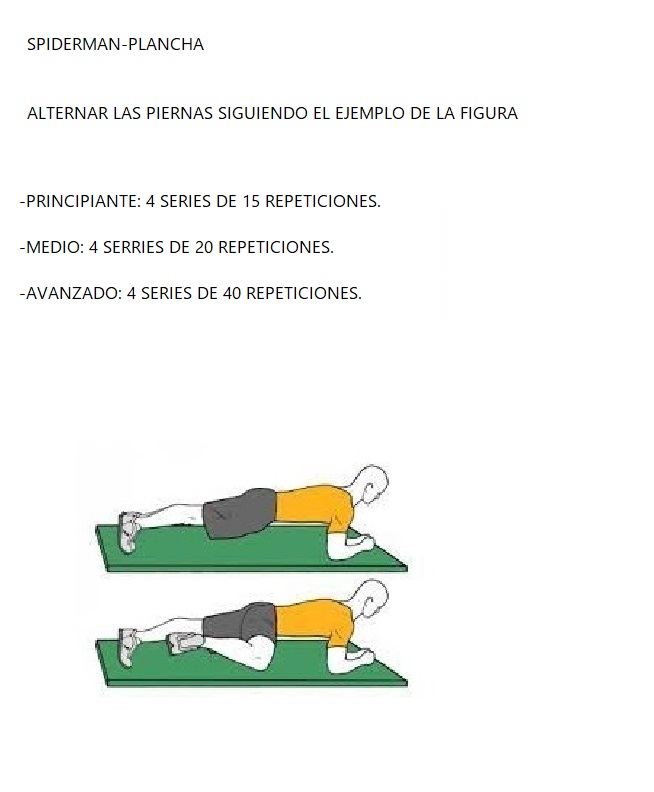 SPIDERMAN-PLANCHA
ALTERNAR LAS PIERNAS SIGUIENDO EL EJEMPLO DE LA FIGURA
-PRINCIPIANTE: 4 SERIES DE 15 REPETICIONES.
-MEDIO: 4 SERRIES DE 20 REPETICIONES.
-AVANZADO: 4 SERIES DE 40 REPETICIONES.